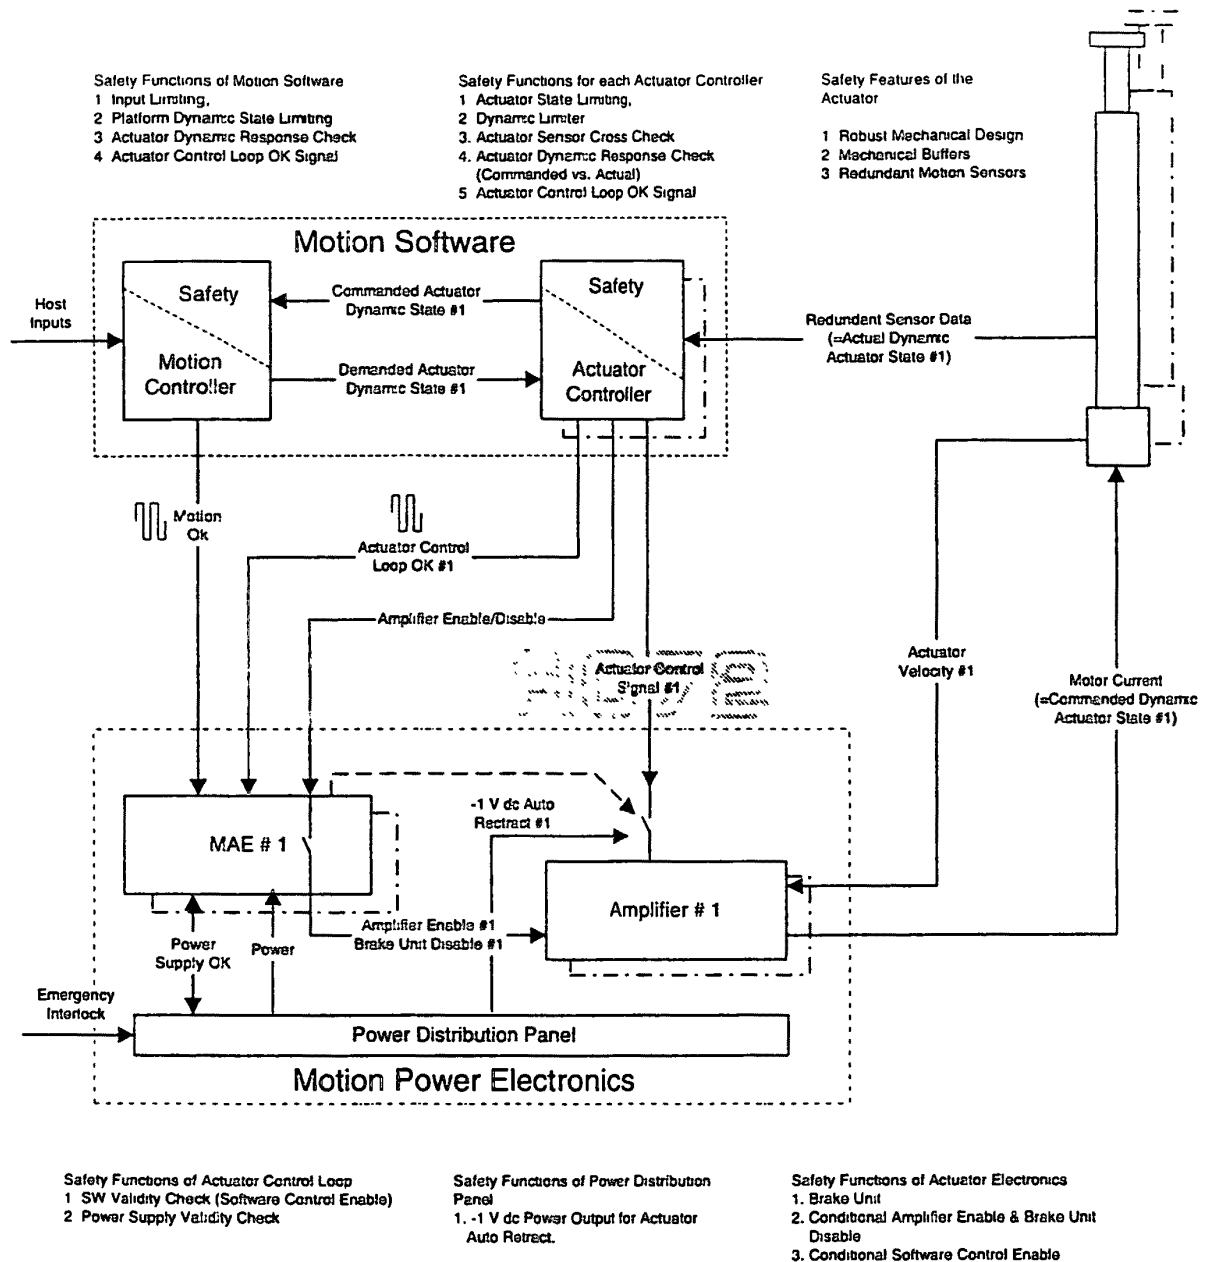 Safety Functions of Motion Software
1 Input Limiting,
2 Platform Dynamic State Limiting
3 Actuator Dynamic Response Check
4 Actuator Control Loop OK Signal
Safety Functions for each Actuator Controller
1 Actuator State Limiting,
2 Dynamic Limiter
3. Actuator Sensor Cross Check
4. Actuator Dynamic Response Check
(Commanded vs. Actual)
5 Actuator Control Loop OK Signal
Safety Features of the
Actuator
1 Robust Mechanical Design
2 Mechanical Buffers
3 Redundant Motion Sensors
Motion Software
Safety
Motion
Controller
Host
Inputs
Commanded Actuator
Dynamic State #1
Demanded Actuator
Dynamic State #1
Safety
Actuator
Controller
Redundent Sensor Data
(=Actual Dynamic
Actuator State #1)
Motion
Ok
Actuator Control
Loop OK #1
Amplifier Enable/Disable
Actuator Control
Signal #1
Actuator
Velocity #1
Motor Current
(=Commended Dynamic
Actuator State #1)
MAE # 1
-1 V dc Auto
Rectract #1
Amplifier # 1
Amplifier Enable #1
Brake Unit Disable #1
Power
Supply OK
Power
Emergency
Interlock
Power Distribution Panel
Motion Power Electronics
Safety Functions of Actuator Control Loop
1 SW Validity Check (Software Control Enable)
2 Power Supply Validity Check
Safety Functions of Power Distribution
Panel
1. -1 V dc Power Output for Actuator
Auto Retract.
Safety Functions of Actuator Electronics
1. Brake Unit
2. Conditional Amplifier Enable & Brake Unit
Disable
3. Conditional Software Control Enable